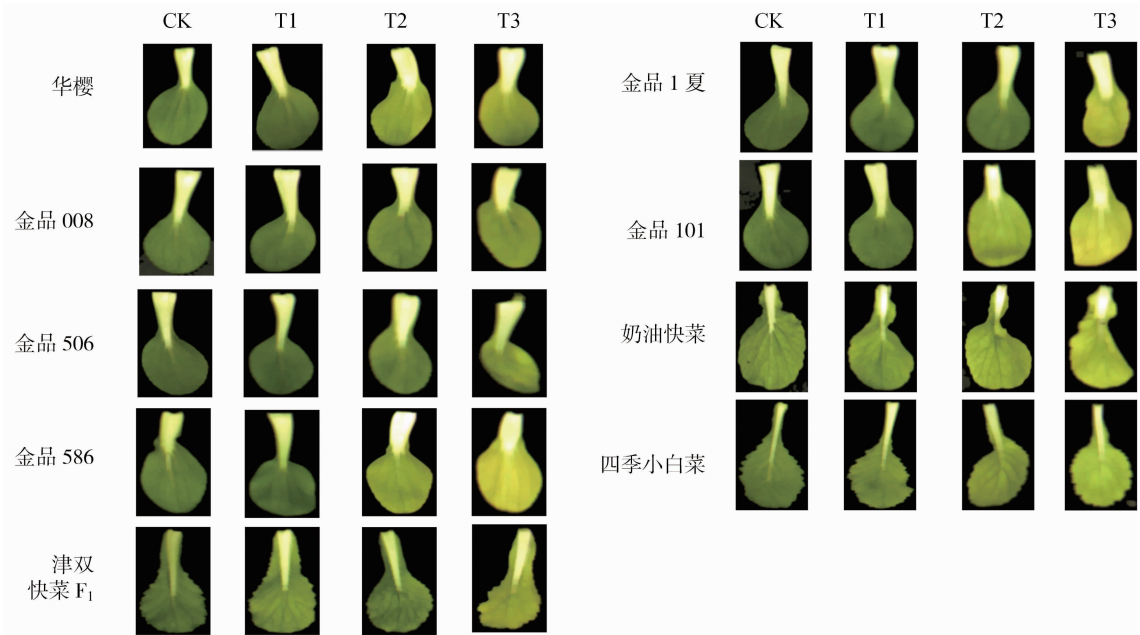 CK T1 T2 T3
华樱
金品 008
金品 506
金品 586
津双
快菜 F₁
CK T1 T2 T3
金品 1 夏
金品 101
奶油快菜
四季小白菜